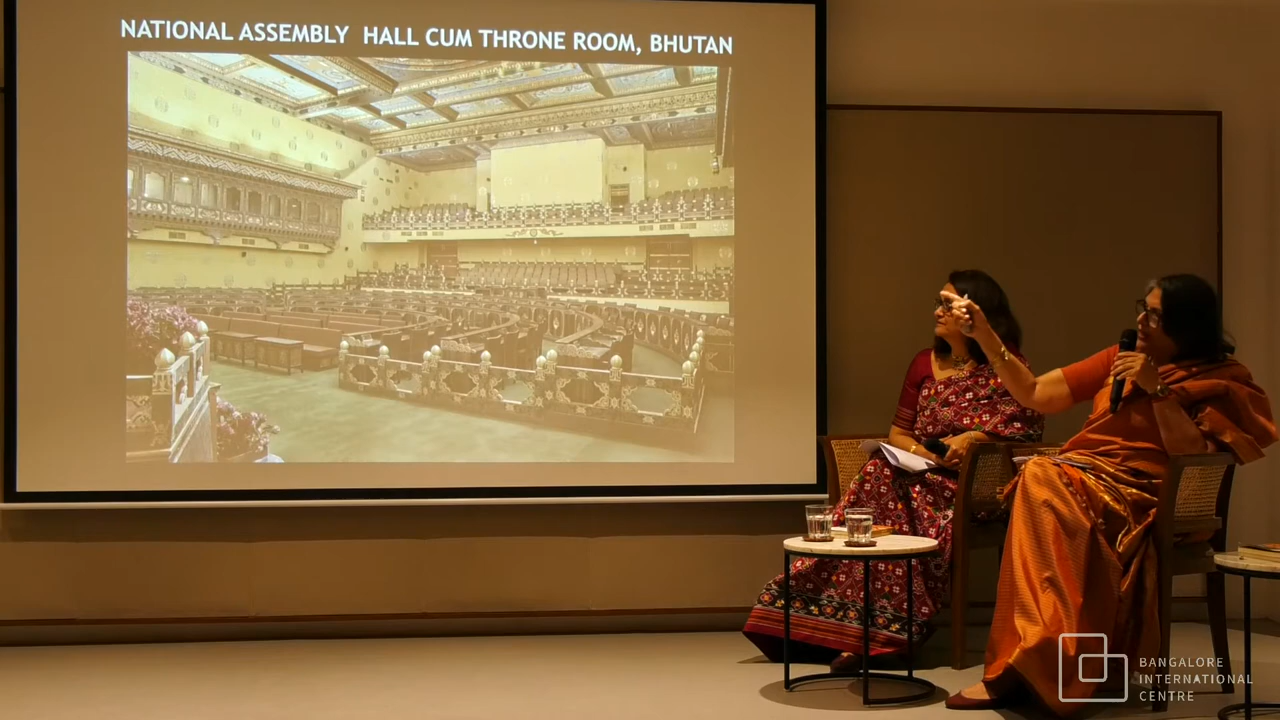 NATIONAL ASSEMBLY HALL CUM THRONE ROOM, BHUTAN
BANGALORE
INTERNATIONAL
CENTRE